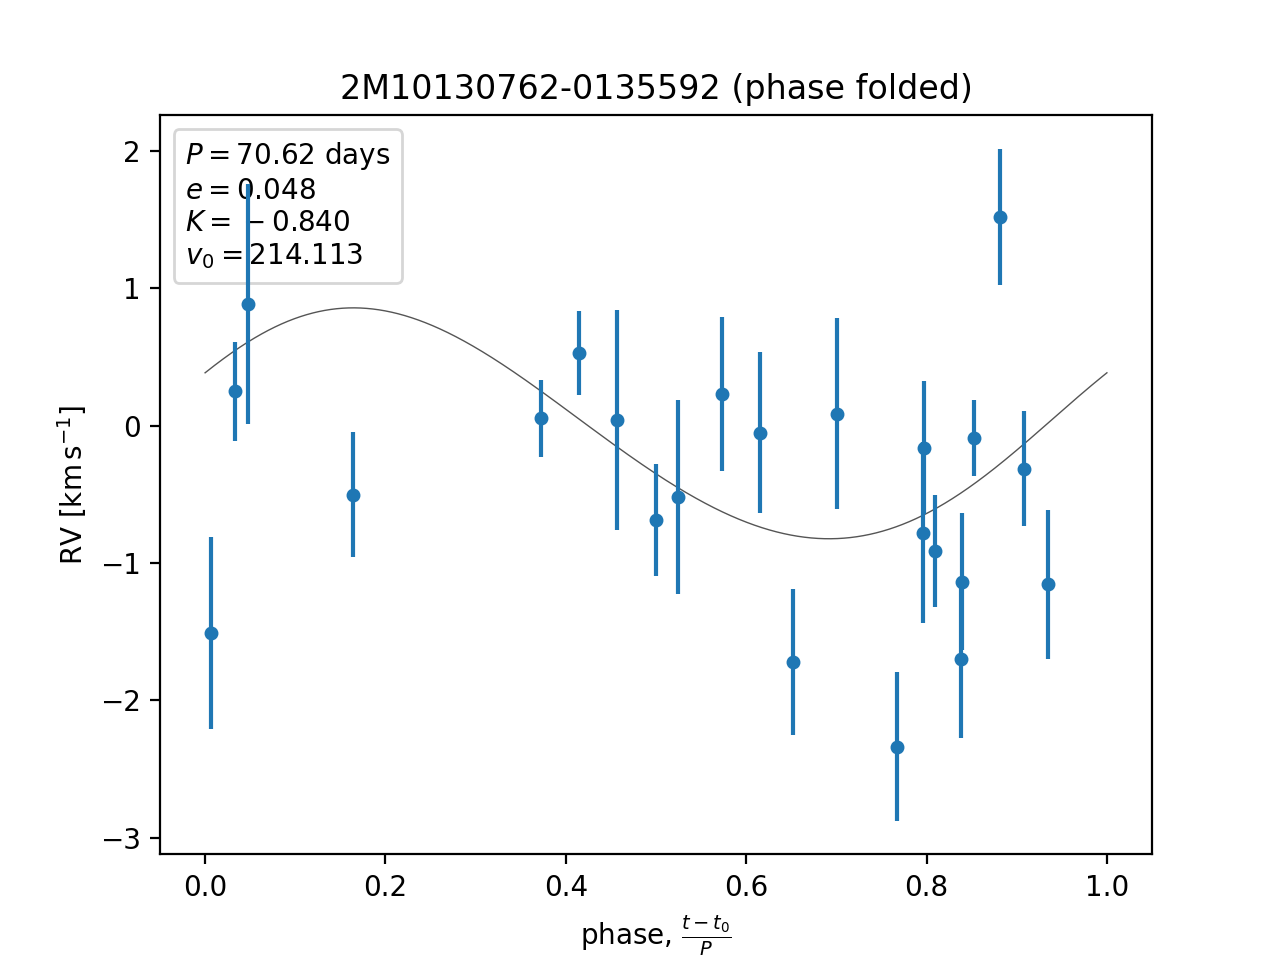 2M10130762-0135592 (phase folded)
P = 70.62 days
e = 0.048
K = −0.840
v₀ = 214.113
2
1
0
−1
−2
−3
RV [km s⁻¹]
0.0 0.2 0.4 0.6 0.8 1.0
phase, (t − t₀)/P